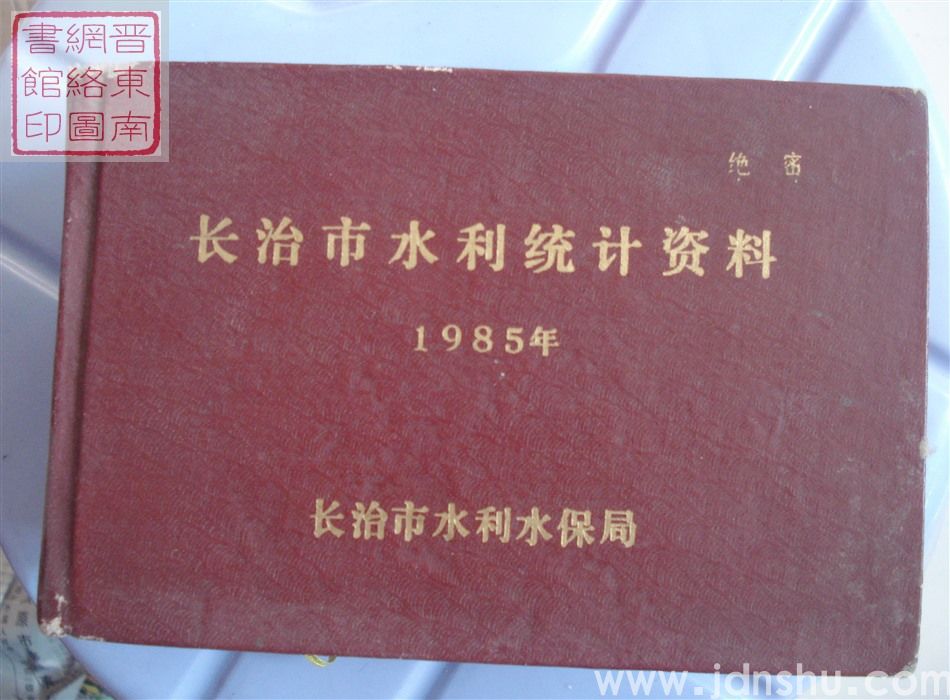 晋東南
網絡圖
書館印
绝密
长治市水利统计资料
1985年
长治市水利水保局
www.jdnshu.com